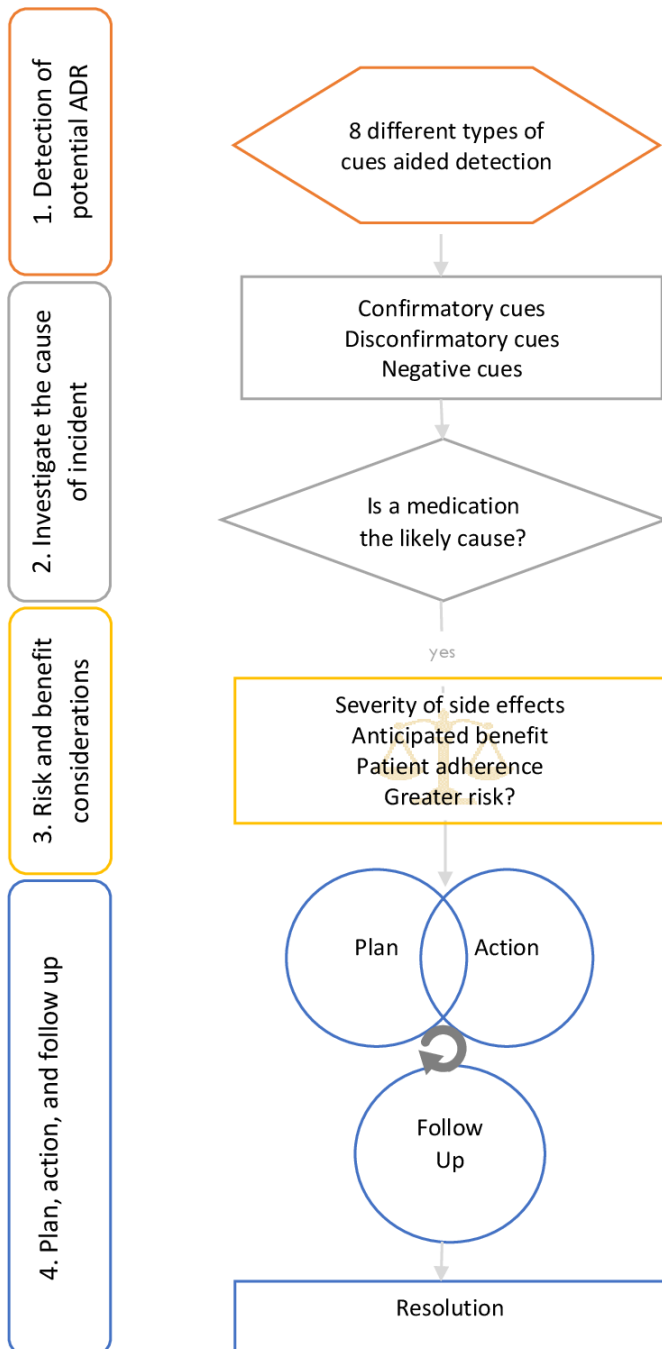 1. Detection of
potential ADR
8 different types of
cues aided detection
2. Investigate the cause
of incident
Confirmatory cues
Disconfirmatory cues
Negative cues
Is a medication
the likely cause?
yes
3. Risk and benefit
considerations
Severity of side effects
Anticipated benefit
Patient adherence
Greater risk?
4. Plan, action, and follow up
Plan
Action
Follow
Up
Resolution